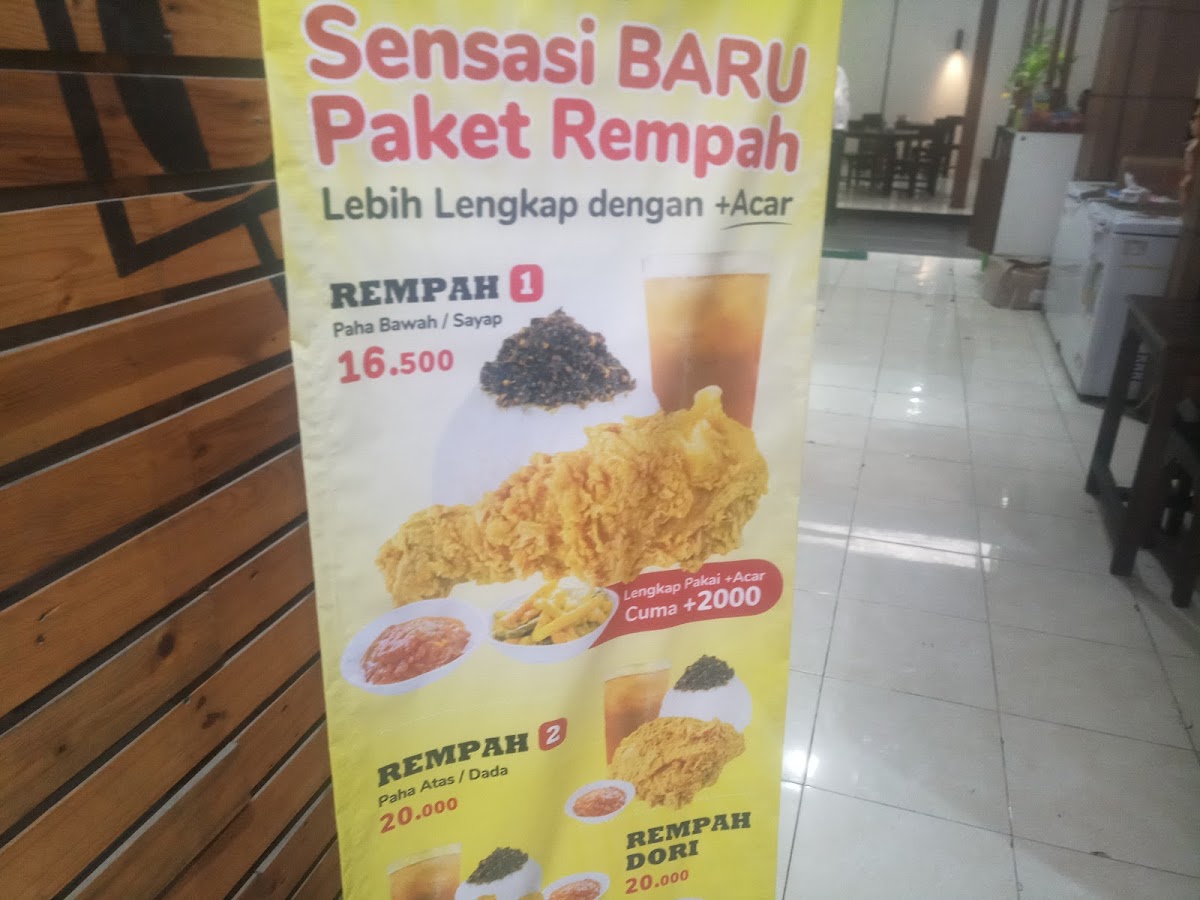 Sensasi BARU
Paket Rempah
Lebih Lengkap dengan +Acar
REMPAH 1
Paha Bawah / Sayap
16.500
Lengkap Pakai +Acar
Cuma +2000
REMPAH 2
Paha Atas / Dada
20.000
REMPAH
DORI
20.000